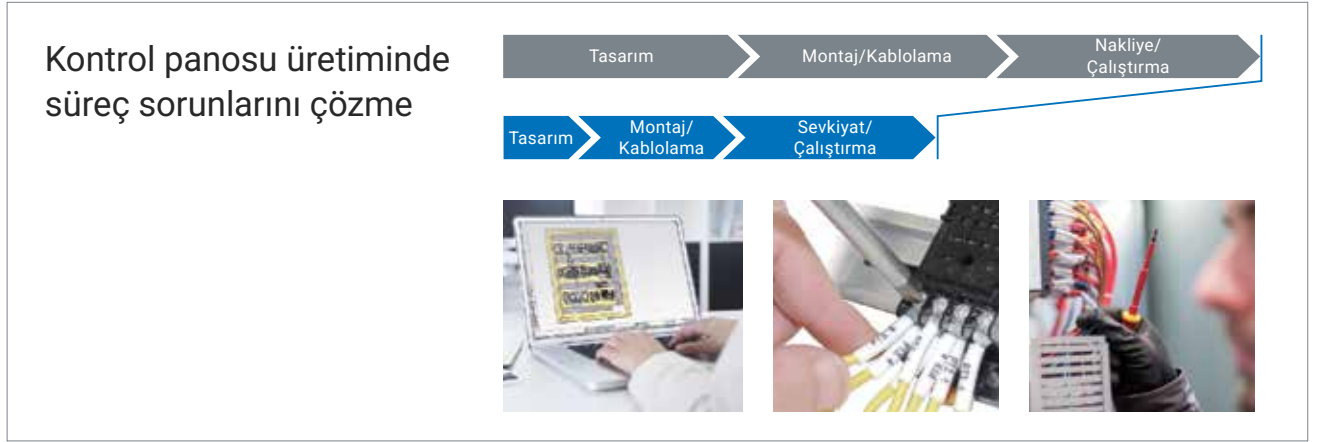 Kontrol panosu üretiminde
süreç sorunlarını çözme
Tasarım
Montaj/Kablolama
Nakliye/
Çalıştırma
Tasarım
Montaj/
Kablolama
Sevkiyat/
Çalıştırma